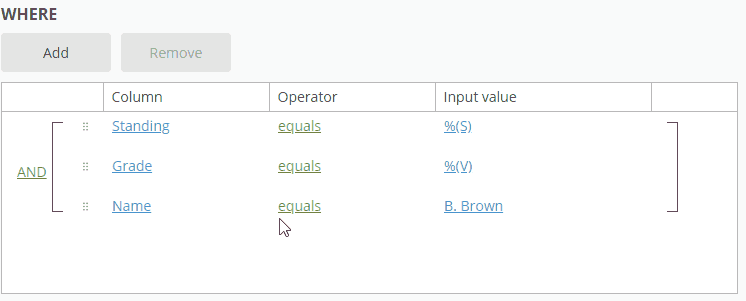 WHERE
Add Remove
Column Operator Input value
Standing equals %(S)
AND Grade equals %(V)
Name equals B. Brown